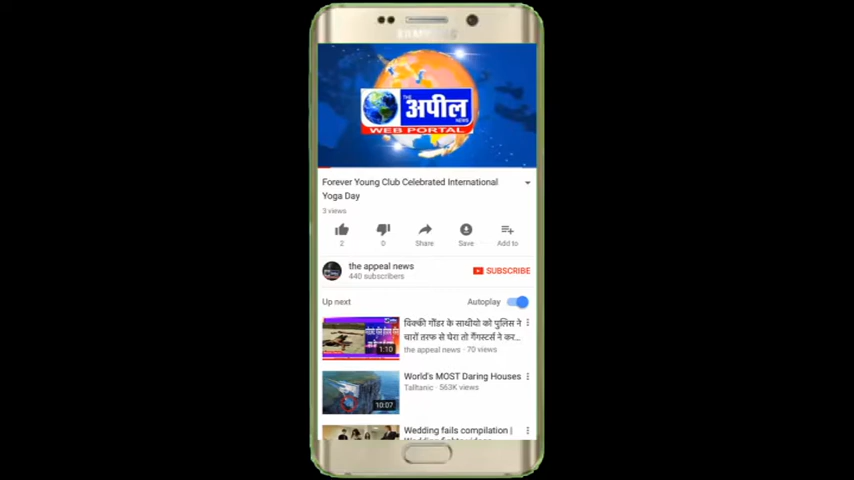 SAMSUNG
THE
अपील
NEWS
WEB PORTAL
Forever Young Club Celebrated International
Yoga Day
3 views
2
0
Share
Save
Add to
the appeal news
440 subscribers
SUBSCRIBE
Up next
Autoplay
विक्की गौंडर के साथीयो को पुलिस ने
चारों तरफ से घेरा तो गैंगस्टर्स ने कर...
the appeal news · 70 views
1:10
World's MOST Daring Houses
Talltanic · 563K views
10:07
Wedding fails compilation |